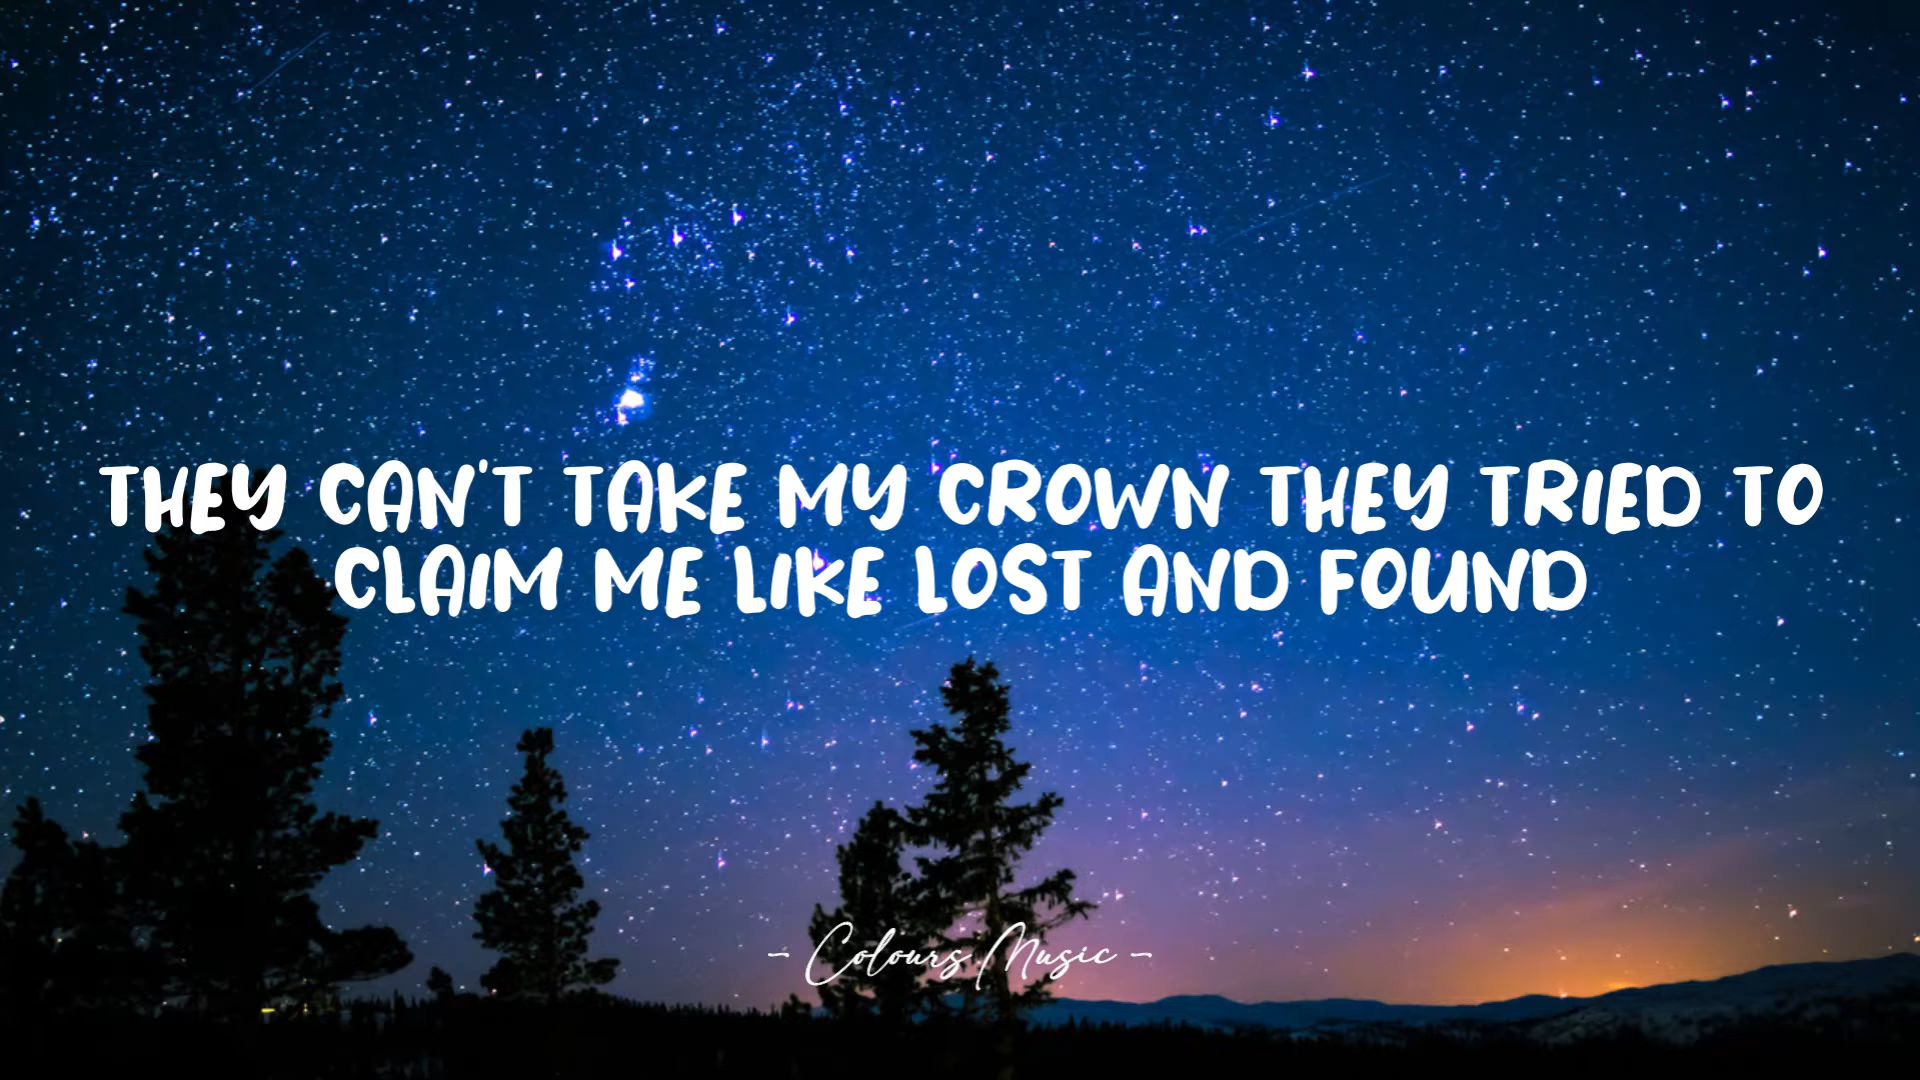 THEY CAN'T TAKE MY CROWN THEY TRIED TO
CLAIM ME LIKE LOST AND FOUND
- Colours Music -